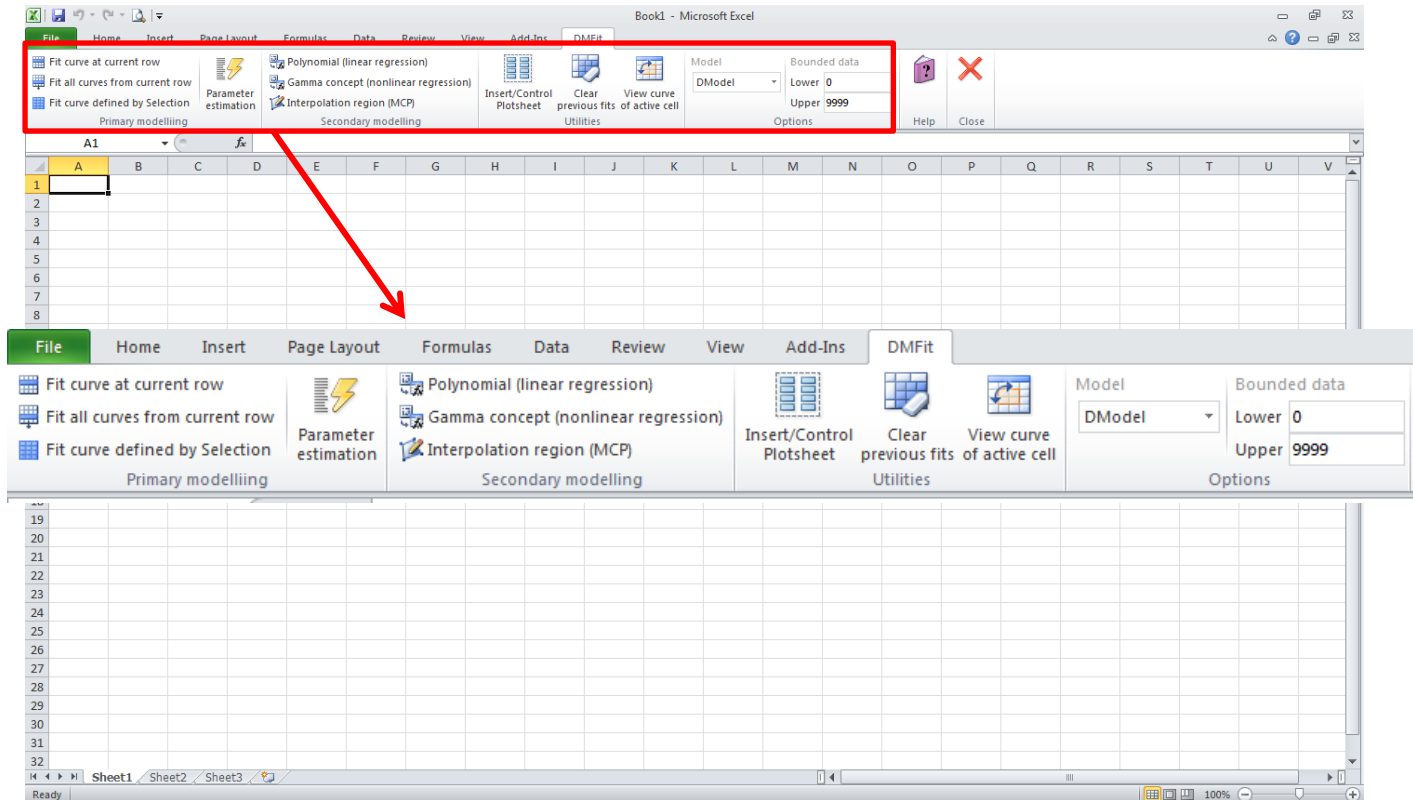 Book1 - Microsoft Excel
File Home Insert Page Layout Formulas Data Review View Add-Ins DMFit
Fit curve at current row
Fit all curves from current row
Fit curve defined by Selection
Parameter
estimation
Primary modelliing
Polynomial (linear regression)
Gamma concept (nonlinear regression)
Interpolation region (MCP)
Secondary modelling
Insert/Control
Plotsheet
Clear
previous fits
View curve
of active cell
Utilities
Model
DModel
Bounded data
Lower 0
Upper 9999
Options
Help
Close
A1 fx
A B C D E F G H I J K L M N O P Q R S T U V
1
2
3
4
5
6
7
8
File Home Insert Page Layout Formulas Data Review View Add-Ins DMFit
Fit curve at current row
Fit all curves from current row
Fit curve defined by Selection
Parameter
estimation
Primary modelliing
Polynomial (linear regression)
Gamma concept (nonlinear regression)
Interpolation region (MCP)
Secondary modelling
Insert/Control
Plotsheet
Clear
previous fits
View curve
of active cell
Utilities
Model
DModel
Bounded data
Lower 0
Upper 9999
Options
19
20
21
22
23
24
25
26
27
28
29
30
31
32
Sheet1 Sheet2 Sheet3
Ready 100%